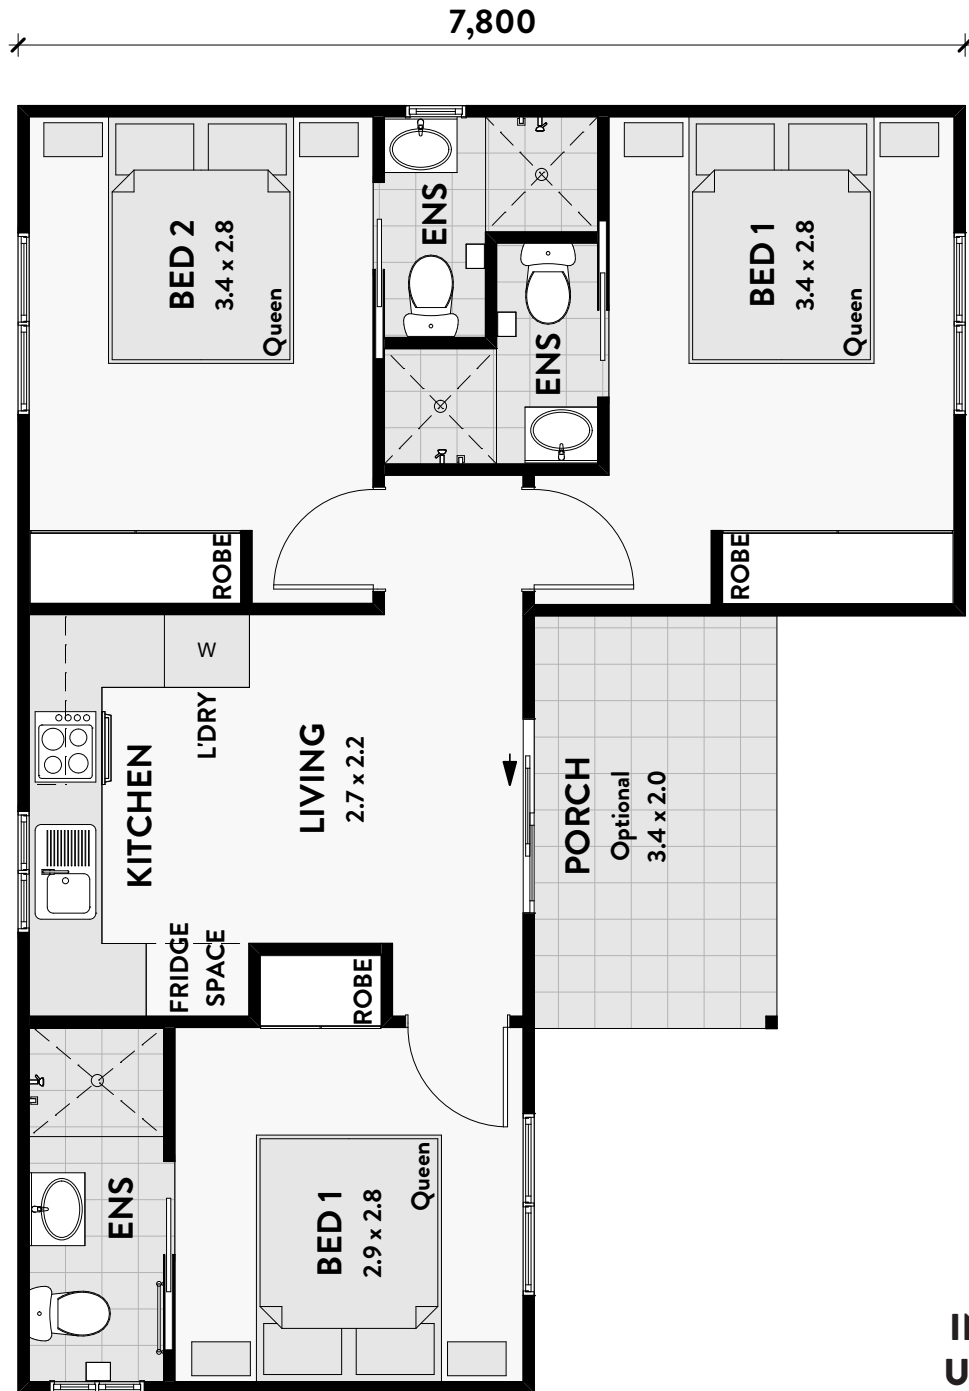 7,800
BED 2
3.4 x 2.8
Queen
ENS
ENS
BED 1
3.4 x 2.8
Queen
ROBE
ROBE
W
L'DRY
KITCHEN
LIVING
2.7 x 2.2
PORCH
Optional
3.4 x 2.0
FRIDGE
SPACE
ROBE
ENS
BED 1
2.9 x 2.8
Queen